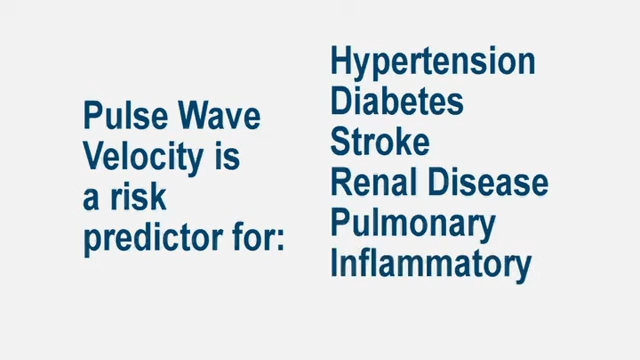 Pulse Wave
Velocity is
a risk
predictor for:
Hypertension
Diabetes
Stroke
Renal Disease
Pulmonary
Inflammatory